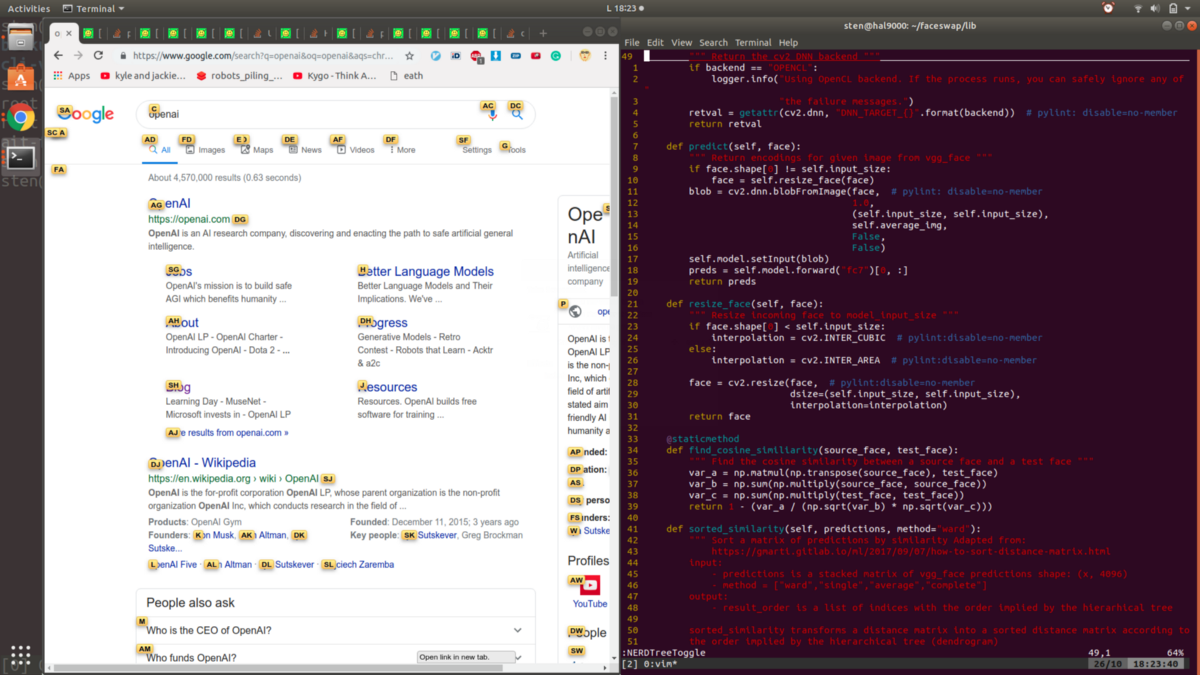 Activities
Terminal
L 18:23
sten@hal9000: ~/faceswap/lib
https://www.google.com/search?q=openai&oq=openai&aqs=chr...
Apps
kyle and jackie...
robots_piling_...
Kygo - Think A...
eath
SA
C
openai
AC
DC
SC A
AD
All
FD
Images
E
Maps
DE
News
AF
Videos
DF
More
SF
Settings
G
Tools
FA
About 4,570,000 results (0.63 seconds)
AG
enAI
https://openai.com
DG
OpenAI is an AI research company, discovering and enacting the path to safe artificial general
intelligence.
SG
OpenAI's mission is to build safe
AGI which benefits humanity ...
H
etter Language Models
Better Language Models and Their
Implications. We've ...
AH
OpenAI LP - OpenAI Charter -
Introducing OpenAI - Dota 2 - ...
DH
ogress
Generative Models - Retro
Contest - Robots that Learn - Acktr
& a2c
SH
Learning Day - MuseNet -
Microsoft invests in - OpenAI LP
J
esources
Resources. OpenAI builds free
software for training ...
AJ
e results from openai.com »
DJ
enAI - Wikipedia
https://en.wikipedia.org › wiki › OpenAI
SJ
OpenAI is the for-profit corporation OpenAI LP, whose parent organization is the non-profit
organization OpenAI Inc, which conducts research in the field of ...
Products: OpenAI Gym
Founded: December 11, 2015; 3 years ago
Founders: K n Musk, AK Altman, DK
Sutske...
Key people: SK Sutskever, Greg Brockman
L enAI Five · AL Altman · DL Sutskever · SL ciech Zaremba
People also ask
M
Who is the CEO of OpenAI?
AM
Who funds OpenAI?
Open link in new tab.
Ope
nAI
Artificial
intelligence
company
P
ope
OpenAI is
OpenAI LP
is the non-
Inc, which
field of artif
stated aim
friendly AI
humanity a
AP nded:
DP ation:
AS
DS perso
FS nders:
W Sutske
Profiles
AW
YouTube
DW ople
SW
File Edit View Search Terminal Help
49 """ Return the cv2 DNN backend """
1 if backend == "OPENCL":
2 logger.info("Using OpenCL backend. If the process runs, you can safely ignore any of "
3 "the failure messages.")
4 retval = getattr(cv2.dnn, "DNN_TARGET_{}".format(backend)) # pylint: disable=no-member
5 return retval
6
7 def predict(self, face):
8 """ Return encodings for given image from vgg_face """
9 if face.shape[0] != self.input_size:
10 face = self.resize_face(face)
11 blob = cv2.dnn.blobFromImage(face, # pylint: disable=no-member
12 1.0,
13 (self.input_size, self.input_size),
14 self.average_img,
15 False,
16 False)
17 self.model.setInput(blob)
18 preds = self.model.forward("fc7")[0, :]
19 return preds
20
21 def resize_face(self, face):
22 """ Resize incoming face to model_input_size """
23 if face.shape[0] < self.input_size:
24 interpolation = cv2.INTER_CUBIC # pylint:disable=no-member
25 else:
26 interpolation = cv2.INTER_AREA # pylint:disable=no-member
27
28 face = cv2.resize(face, # pylint:disable=no-member
29 dsize=(self.input_size, self.input_size),
30 interpolation=interpolation)
31 return face
32
33 @staticmethod
34 def find_cosine_similiarity(source_face, test_face):
35 """ Find the cosine similarity between a source face and a test face """
36 var_a = np.matmul(np.transpose(source_face), test_face)
37 var_b = np.sum(np.multiply(source_face, source_face))
38 var_c = np.sum(np.multiply(test_face, test_face))
39 return 1 - (var_a / (np.sqrt(var_b) * np.sqrt(var_c)))
40
41 def sorted_similarity(self, predictions, method="ward"):
42 """ Sort a matrix of predictions by similarity Adapted from:
43 https://gmarti.gitlab.io/ml/2017/09/07/how-to-sort-distance-matrix.html
44 input:
45 - predictions is a stacked matrix of vgg_face predictions shape: (x, 4096)
46 - method = ["ward","single","average","complete"]
47 output:
48 - result_order is a list of indices with the order implied by the hierarhical tree
49
50 sorted_similarity transforms a distance matrix into a sorted distance matrix according to
51 the order implied by the hierarhical tree (dendrogram)
:NERDTreeToggle
49,1
64%
[2] 0:vim*
26/10
18:23:40